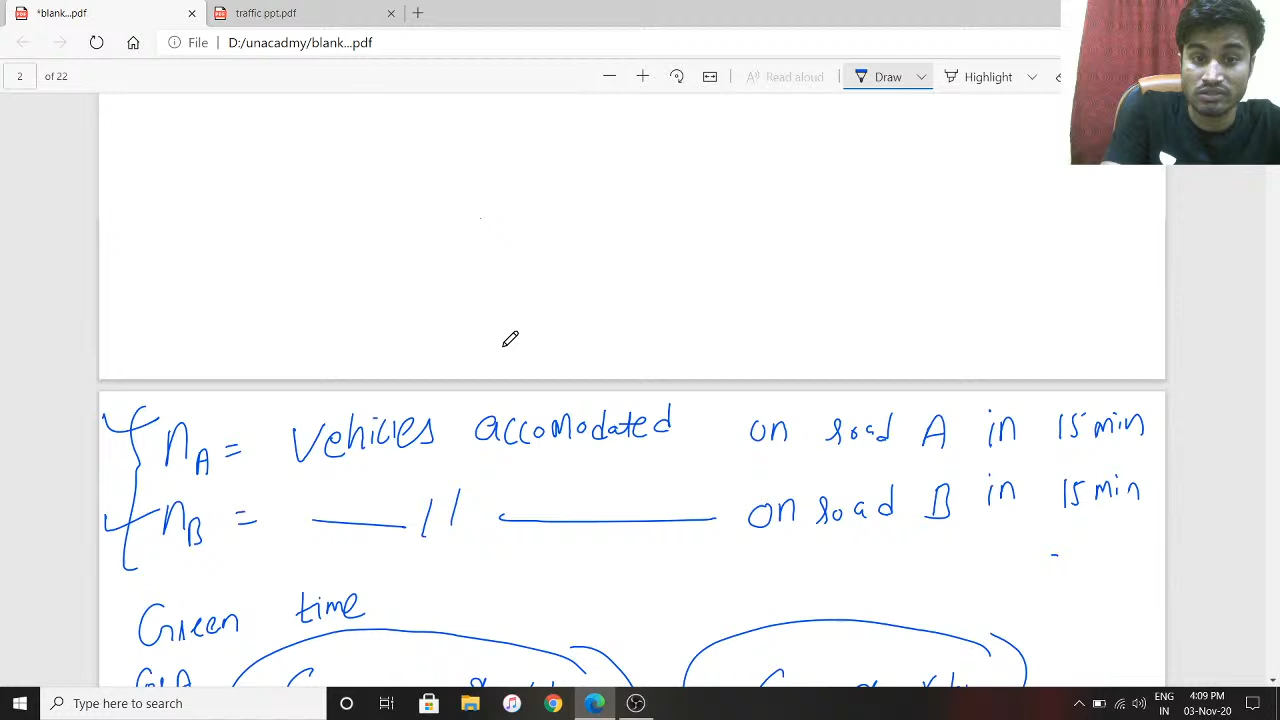 *blank...pdf
traffic ppt.pdf
File D:/unacadmy/blank...pdf
2 of 22 Read aloud Draw Highlight
nA = Vehicles accomodated on road A in 15 min
nB = —— // —— on road B in 15 min
Green time
GA
Type here to search
ENG 4:09 PM
IN 03-Nov-20